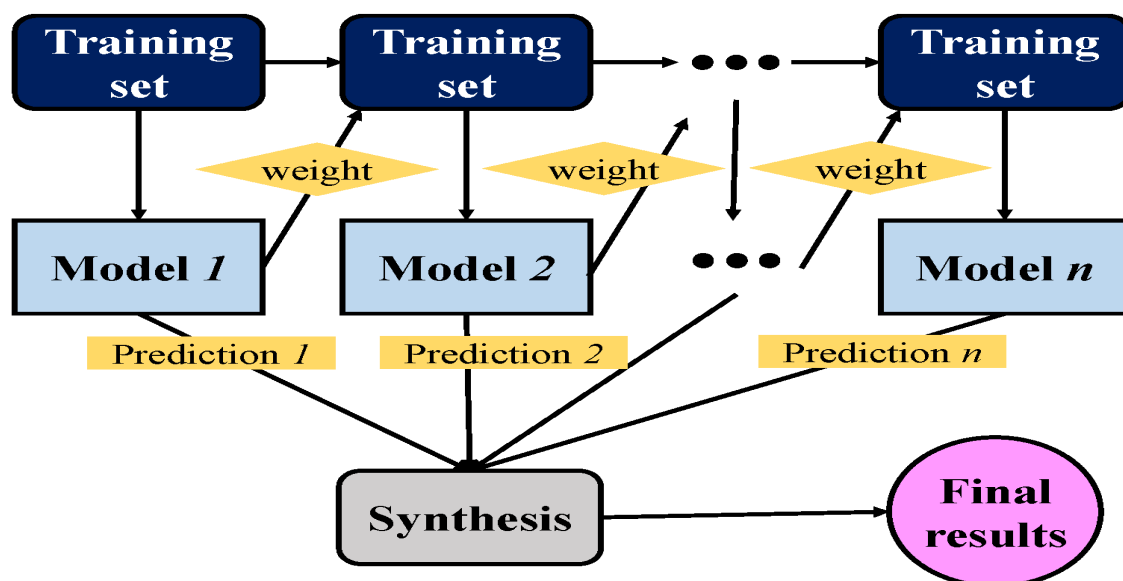 Training
set
Training
set
Training
set
weight
weight
weight
Model 1
Model 2
Model n
Prediction 1
Prediction 2
Prediction n
Synthesis
Final
results